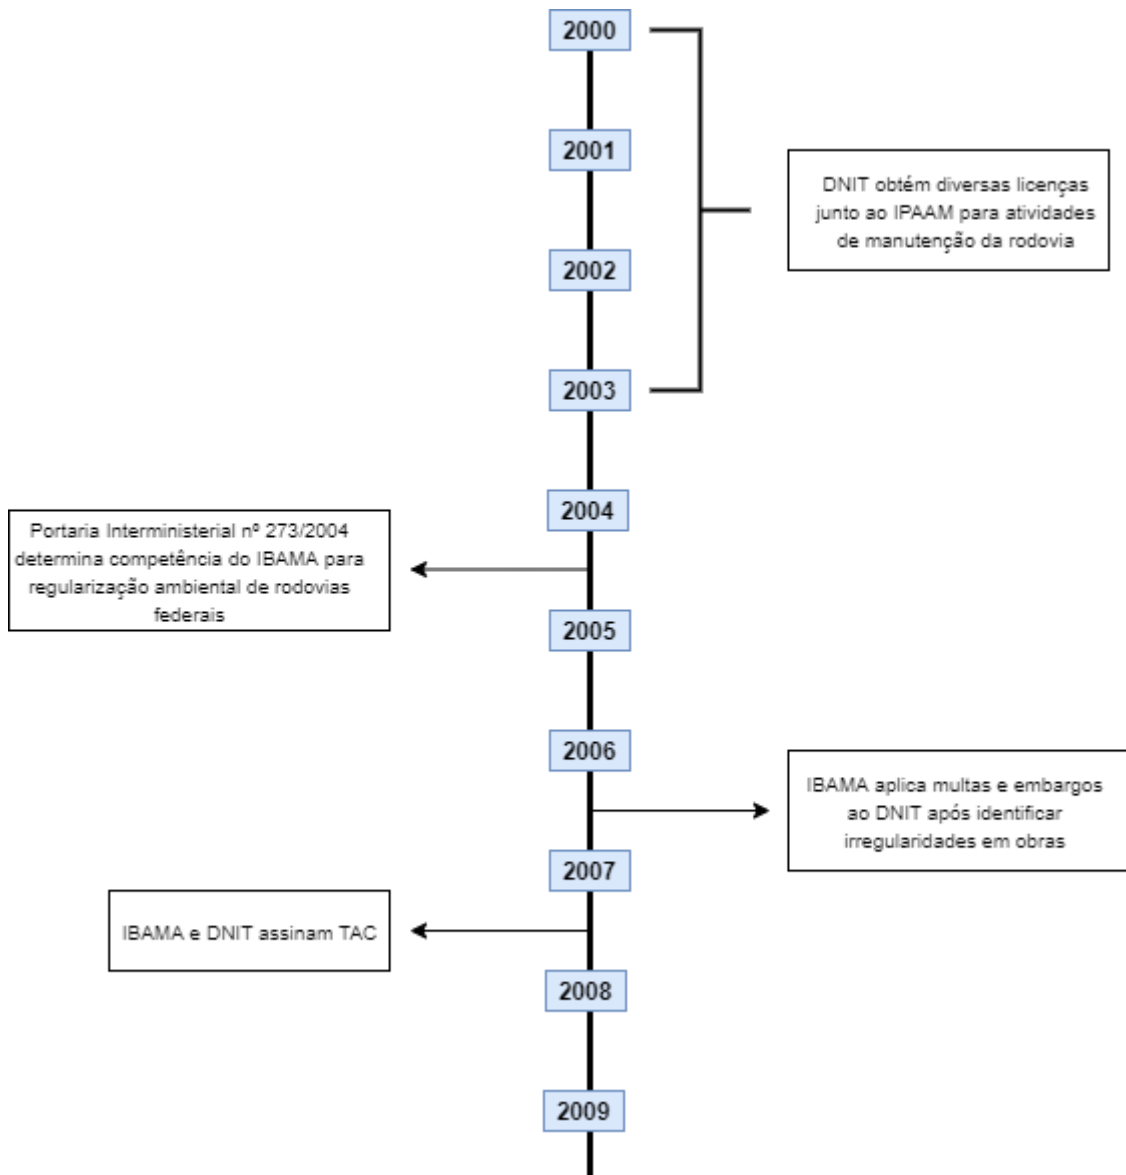 2000
2001
DNIT obtém diversas licenças
junto ao IPAAM para atividades
de manutenção da rodovia
2002
2003
2004
Portaria Interministerial nº 273/2004
determina competência do IBAMA para
regularização ambiental de rodovias
federais
2005
2006
IBAMA aplica multas e embargos
ao DNIT após identificar
irregularidades em obras
2007
IBAMA e DNIT assinam TAC
2008
2009